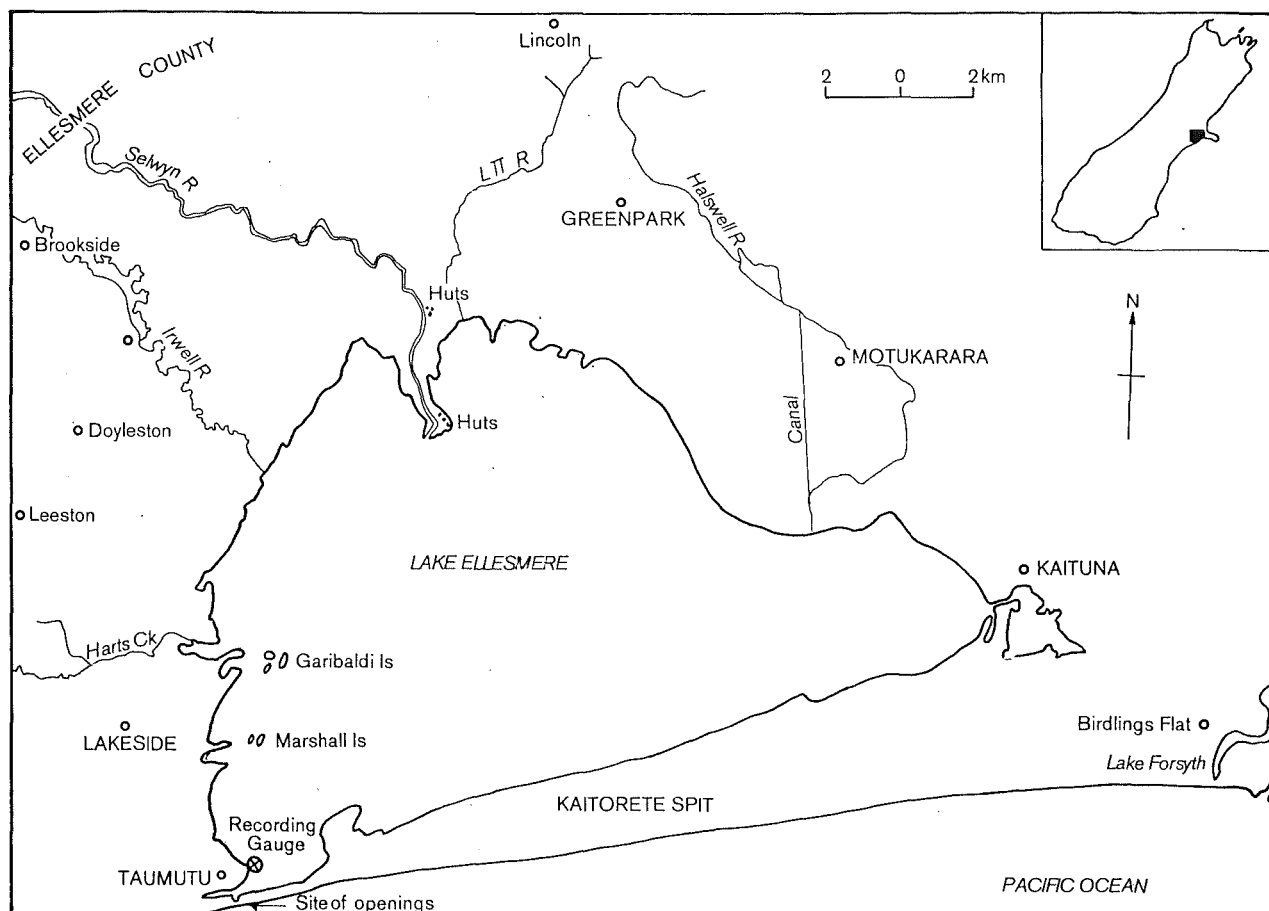 ELLESMERE COUNTY
Lincoln
2 0 2 km
Selwyn R
LII R
Halswell R
GREENPARK
Brookside
Huts
N
Irwell R
MOTUKARARA
Canal
Doyleston
Huts
Leeston
LAKE ELLESMERE
KAITUNA
Harts Ck
Garibaldi Is
LAKESIDE
Marshall Is
Birdlings Flat
Lake Forsyth
KAITORETE SPIT
Recording
Gauge
TAUMUTU
PACIFIC OCEAN
Site of openings